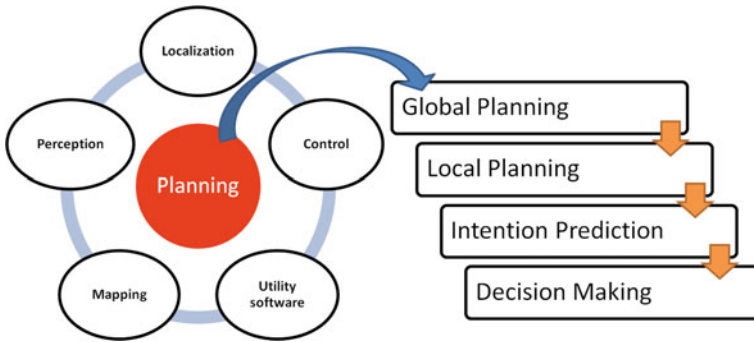 Localization
Perception
Control
Planning
Mapping
Utility
software
Global Planning
Local Planning
Intention Prediction
Decision Making